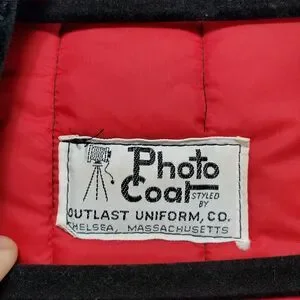 Photo
Coat STYLED BY
OUTLAST UNIFORM, CO.
CHELSEA, MASSACHUSETTS